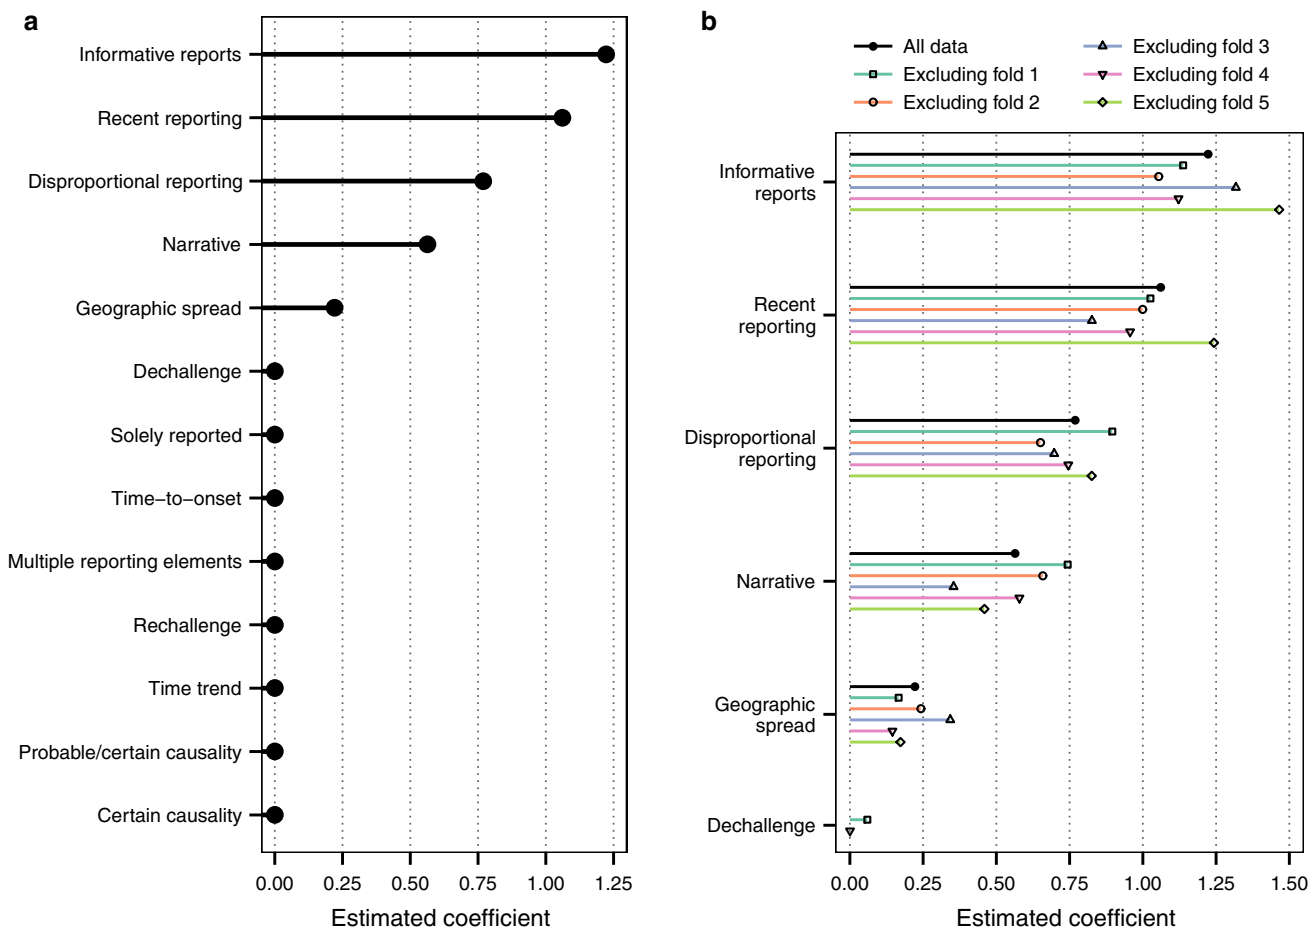 a
Informative reports
Recent reporting
Disproportional reporting
Narrative
Geographic spread
Dechallenge
Solely reported
Time−to−onset
Multiple reporting elements
Rechallenge
Time trend
Probable/certain causality
Certain causality
0.00 0.25 0.50 0.75 1.00 1.25
Estimated coefficient
b
All data
Excluding fold 1
Excluding fold 2
Excluding fold 3
Excluding fold 4
Excluding fold 5
Informative
reports
Recent
reporting
Disproportional
reporting
Narrative
Geographic
spread
Dechallenge
0.00 0.25 0.50 0.75 1.00 1.25 1.50
Estimated coefficient